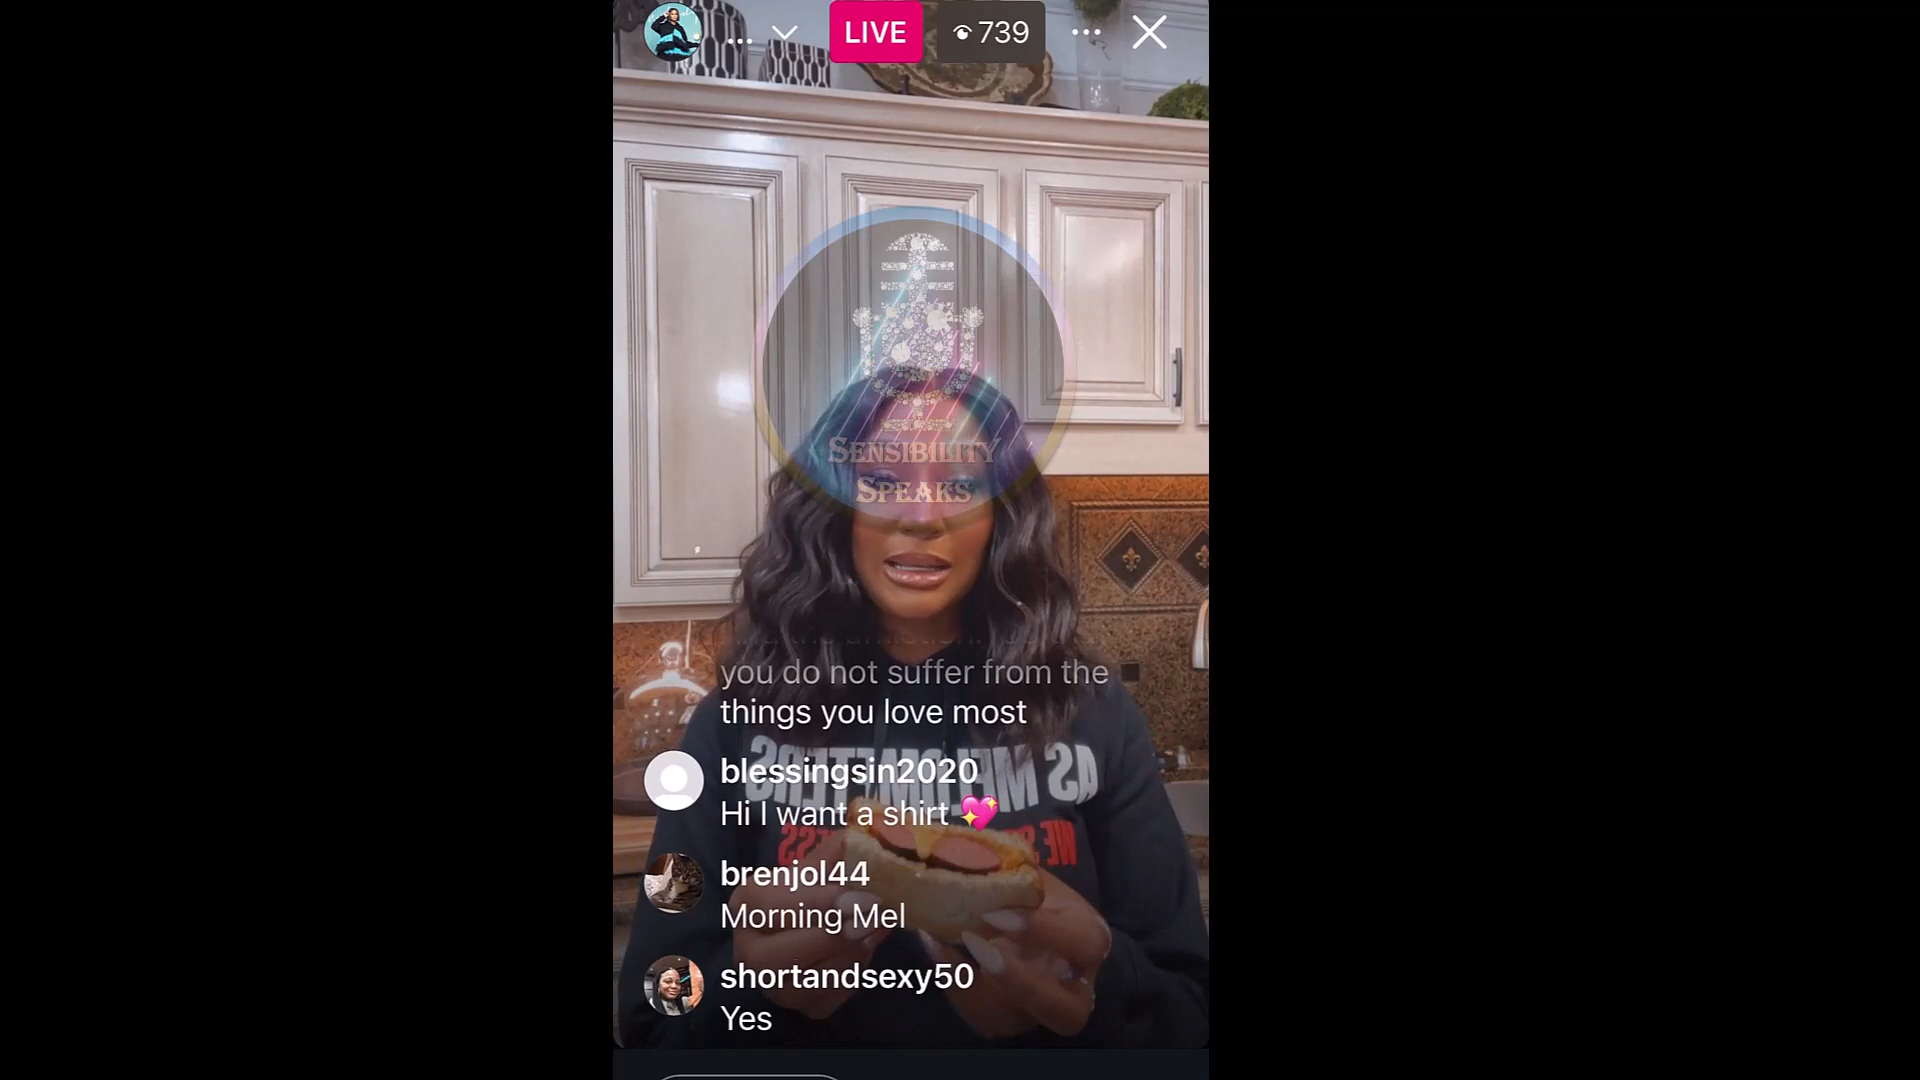 LIVE
739
SENSIBILITY
SPEAKS
you do not suffer from the
things you love most
blessingsin2020
Hi I want a shirt 💖
brenjol44
Morning Mel
shortandsexy50
Yes